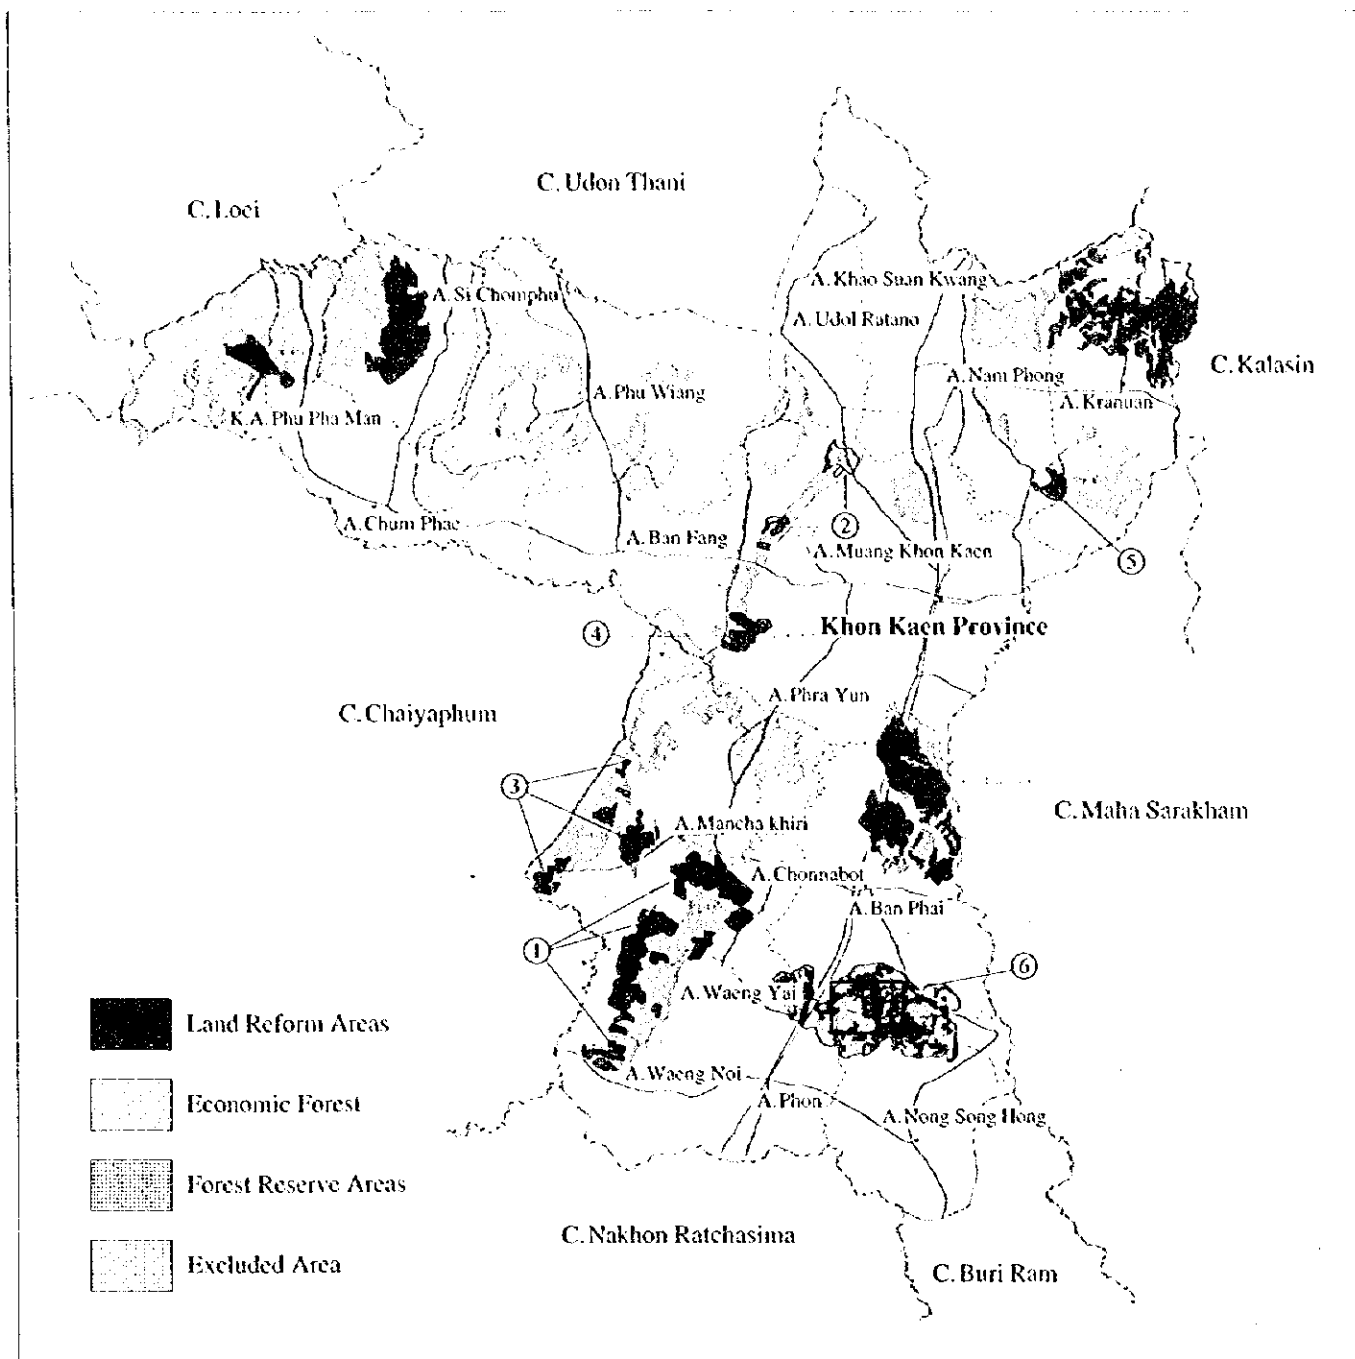 C. Udon Thani
C. Loei
A. Khao Suan Kwang
A. Si Chomphu
A. Udol Ratano
C. Kalasin
A. Nam Phong
A. Phu Wiang
A. Kranuan
K.A. Phu Pha Man
A. Chum Phae
2
A. Ban Fang
A. Muang Khon Kaen
5
4
Khon Kaen Province
A. Phra Yun
C. Chaiyaphum
3
C. Maha Sarakham
A. Mancha khiri
A. Chonnabot
A. Ban Phai
1
6
A. Waeng Yai
Land Reform Areas
A. Waeng Noi
A. Phon
Economic Forest
A. Nong Song Hong
Forest Reserve Areas
C. Nakhon Ratchasima
Excluded Area
C. Buri Ram